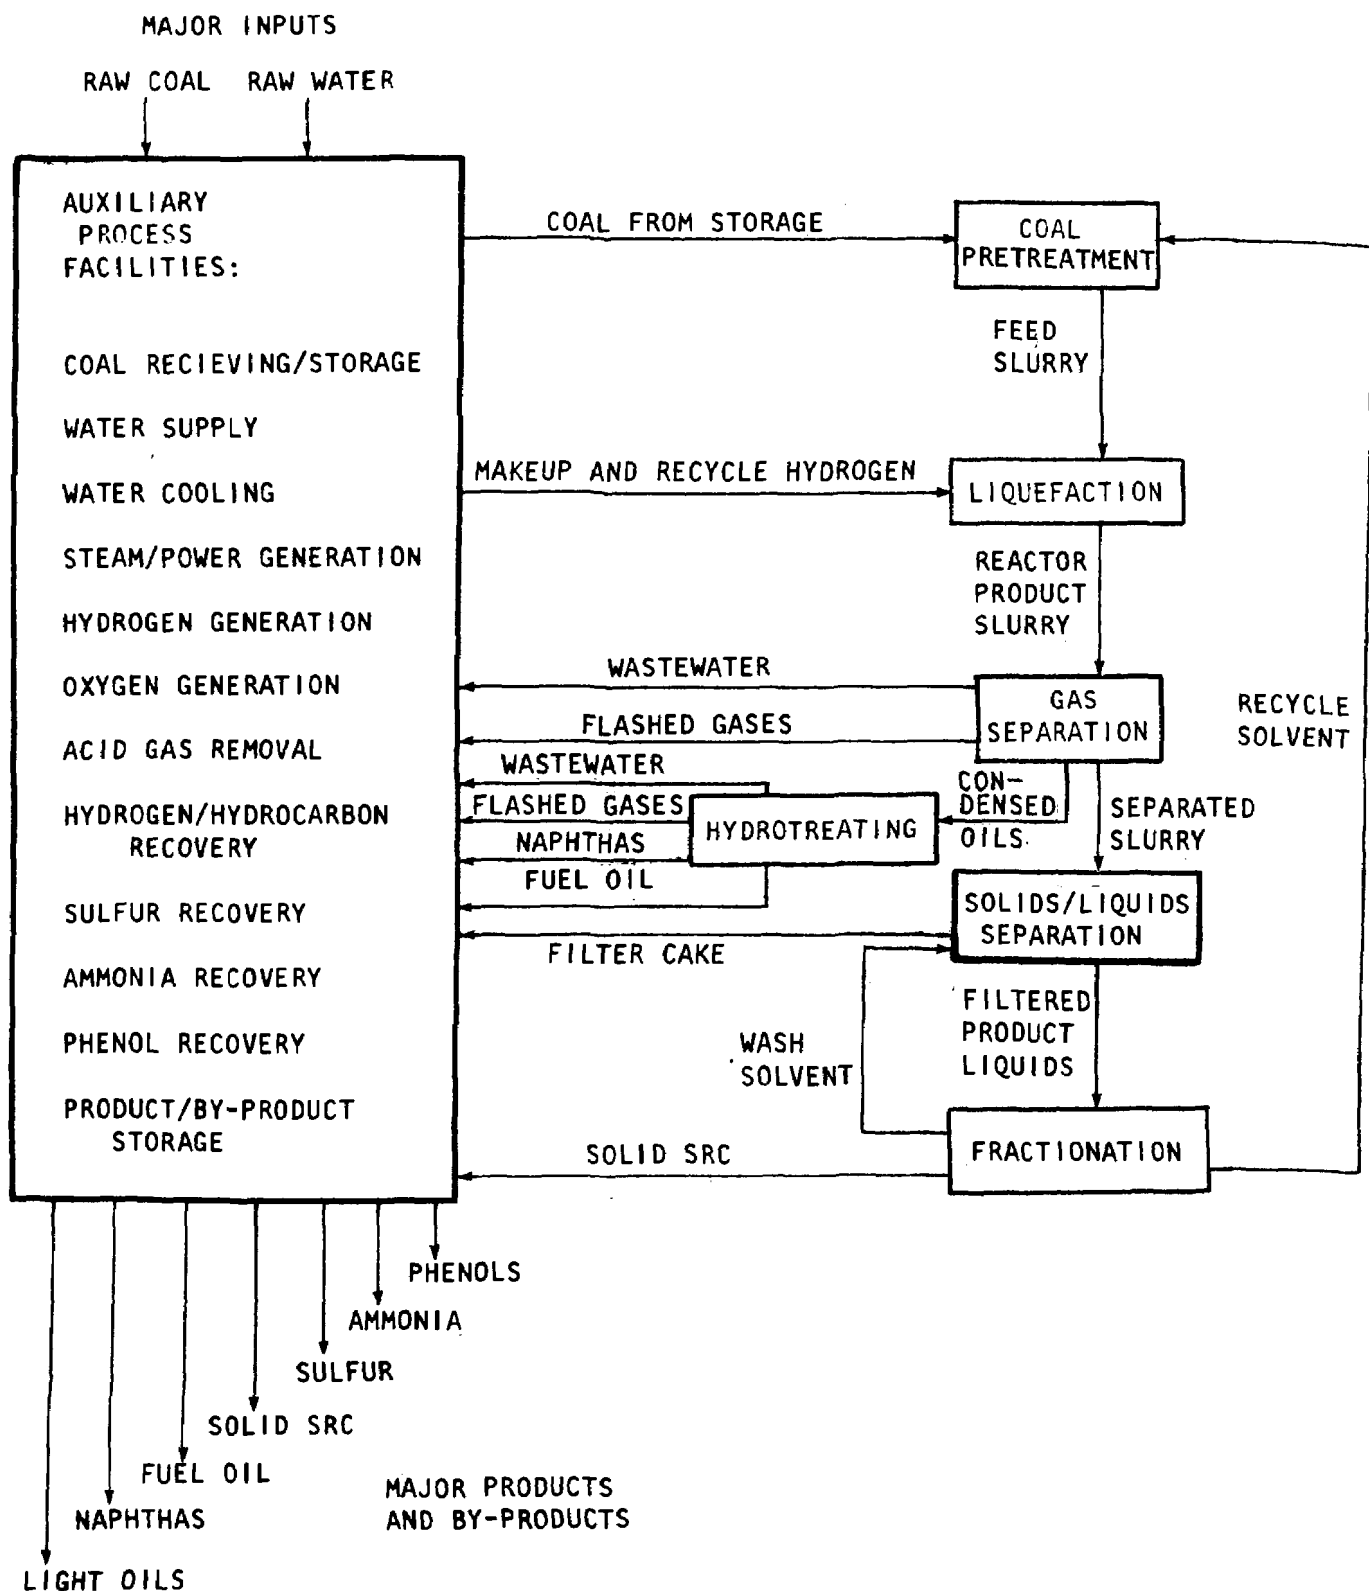 MAJOR INPUTS
RAW COAL RAW WATER
AUXILIARY
PROCESS
FACILITIES:
COAL RECIEVING/STORAGE
WATER SUPPLY
WATER COOLING
STEAM/POWER GENERATION
HYDROGEN GENERATION
OXYGEN GENERATION
ACID GAS REMOVAL
HYDROGEN/HYDROCARBON
RECOVERY
SULFUR RECOVERY
AMMONIA RECOVERY
PHENOL RECOVERY
PRODUCT/BY-PRODUCT
STORAGE
COAL FROM STORAGE
COAL
PRETREATMENT
FEED
SLURRY
MAKEUP AND RECYCLE HYDROGEN
LIQUEFACTION
REACTOR
PRODUCT
SLURRY
WASTEWATER
FLASHED GASES
GAS
SEPARATION
RECYCLE
SOLVENT
WASTEWATER
FLASHED GASES
NAPHTHAS
FUEL OIL
HYDROTREATING
CON-
DENSED
OILS
SEPARATED
SLURRY
SOLIDS/LIQUIDS
SEPARATION
FILTER CAKE
FILTERED
PRODUCT
LIQUIDS
WASH
SOLVENT
FRACTIONATION
SOLID SRC
PHENOLS
AMMONIA
SULFUR
SOLID SRC
FUEL OIL
NAPHTHAS
LIGHT OILS
MAJOR PRODUCTS
AND BY-PRODUCTS